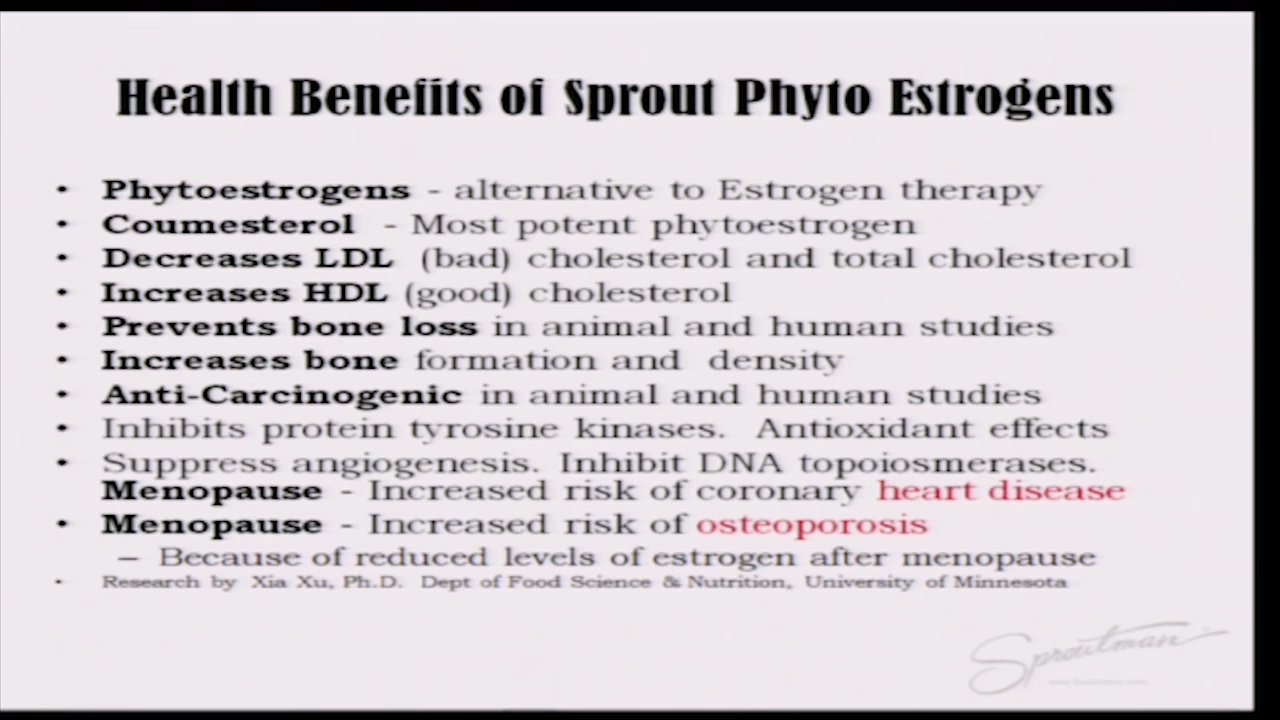 Health Benefits of Sprout Phyto Estrogens
• Phytoestrogens - alternative to Estrogen therapy
• Coumesterol - Most potent phytoestrogen
• Decreases LDL (bad) cholesterol and total cholesterol
• Increases HDL (good) cholesterol
• Prevents bone loss in animal and human studies
• Increases bone formation and density
• Anti-Carcinogenic in animal and human studies
• Inhibits protein tyrosine kinases. Antioxidant effects
• Suppress angiogenesis. Inhibit DNA topoiosmerases.
Menopause - Increased risk of coronary heart disease
• Menopause - Increased risk of osteoporosis
– Because of reduced levels of estrogen after menopause
• Research by Xia Xu, Ph.D. Dept of Food Science & Nutrition, University of Minnesota
Sproutman